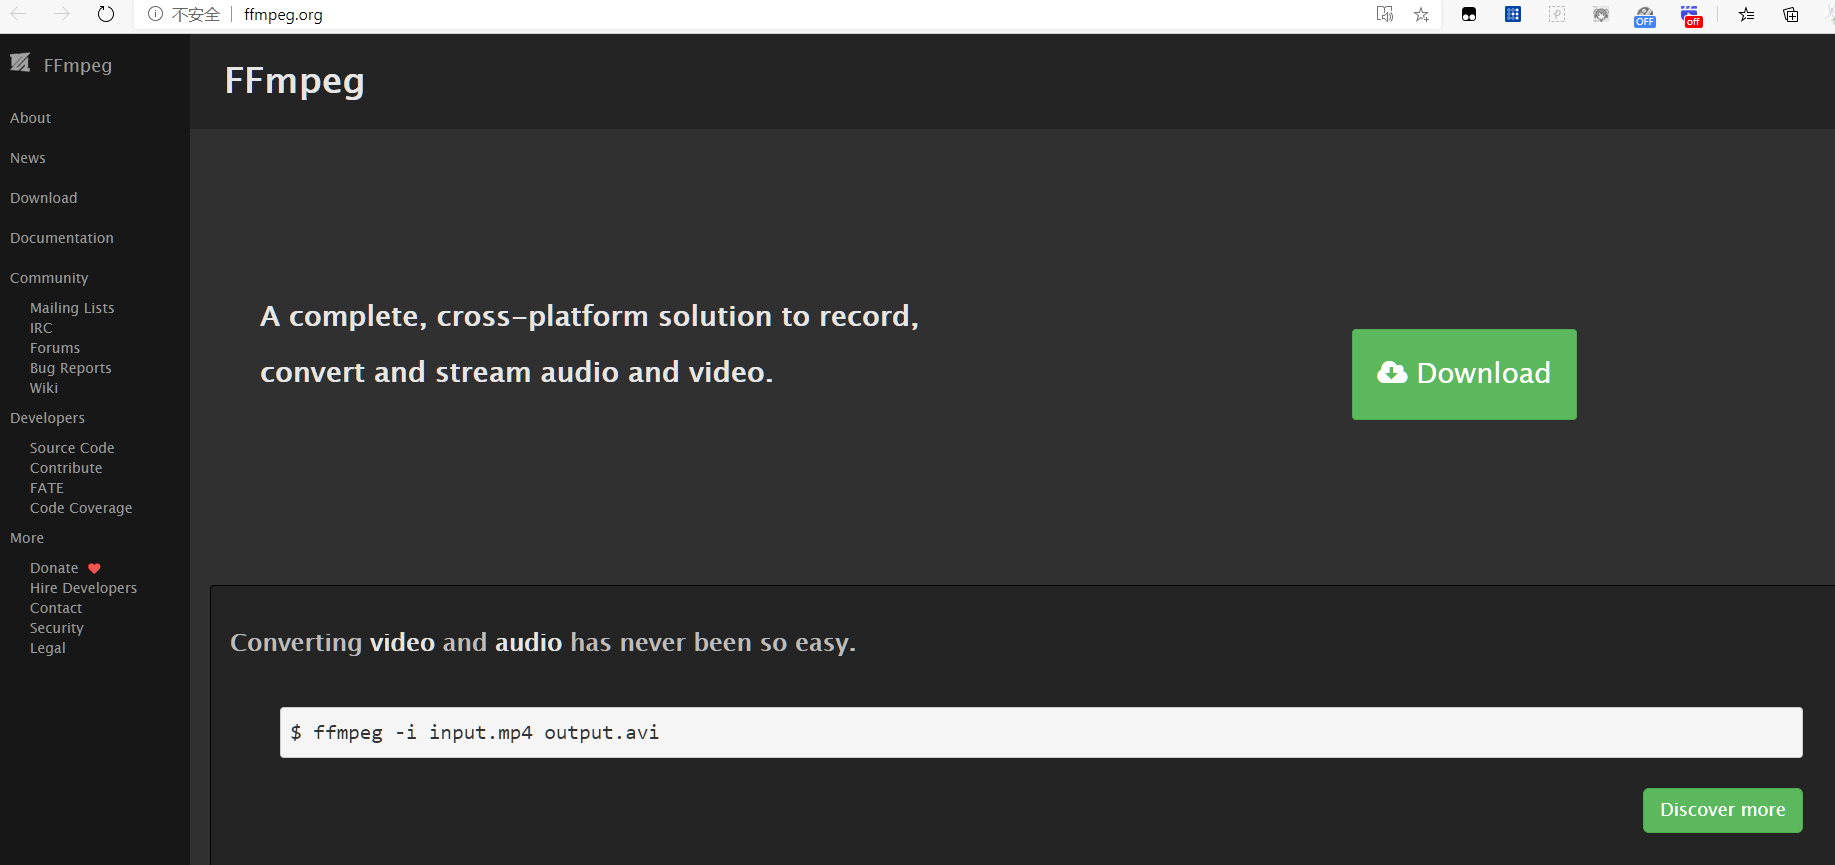 不安全 ffmpeg.org
OFF off
FFmpeg
About
News
Download
Documentation
Community
Mailing Lists
IRC
Forums
Bug Reports
Wiki
Developers
Source Code
Contribute
FATE
Code Coverage
More
Donate
Hire Developers
Contact
Security
Legal
FFmpeg
A complete, cross-platform solution to record,
convert and stream audio and video.
Download
Converting video and audio has never been so easy.
$ ffmpeg -i input.mp4 output.avi
Discover more